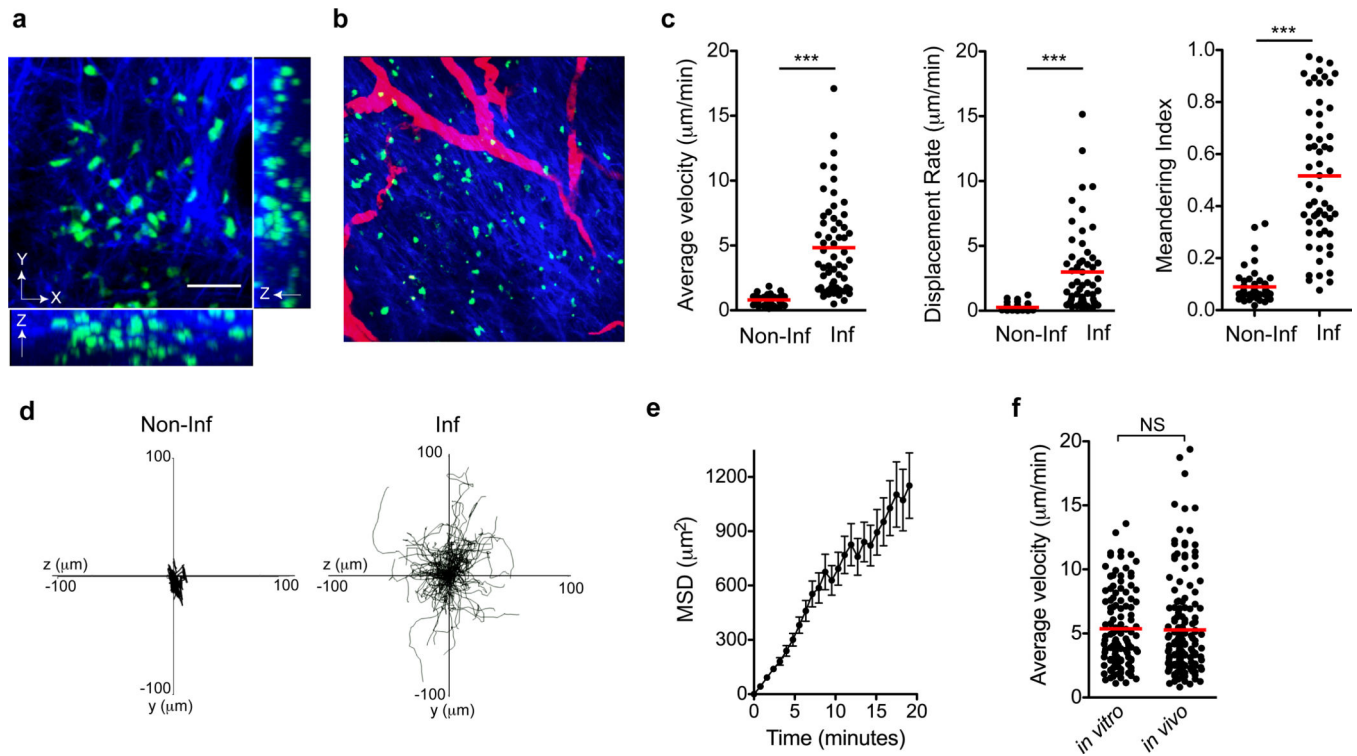 a
Y
X
Z
Z
b
c
Average velocity (μm/min)
20
15
10
5
0
***
Non-Inf
Inf
Displacement Rate (μm/min)
20
15
10
5
0
***
Non-Inf
Inf
Meandering Index
1.0
0.8
0.6
0.4
0.2
0.0
***
Non-Inf
Inf
d
Non-Inf
100
z (μm)
-100
100
-100
y (μm)
Inf
100
z (μm)
-100
100
-100
y (μm)
e
MSD (μm²)
1200
900
600
300
0
0 5 10 15 20
Time (minutes)
f
NS
Average velocity (μm/min)
20
15
10
5
0
in vitro
in vivo